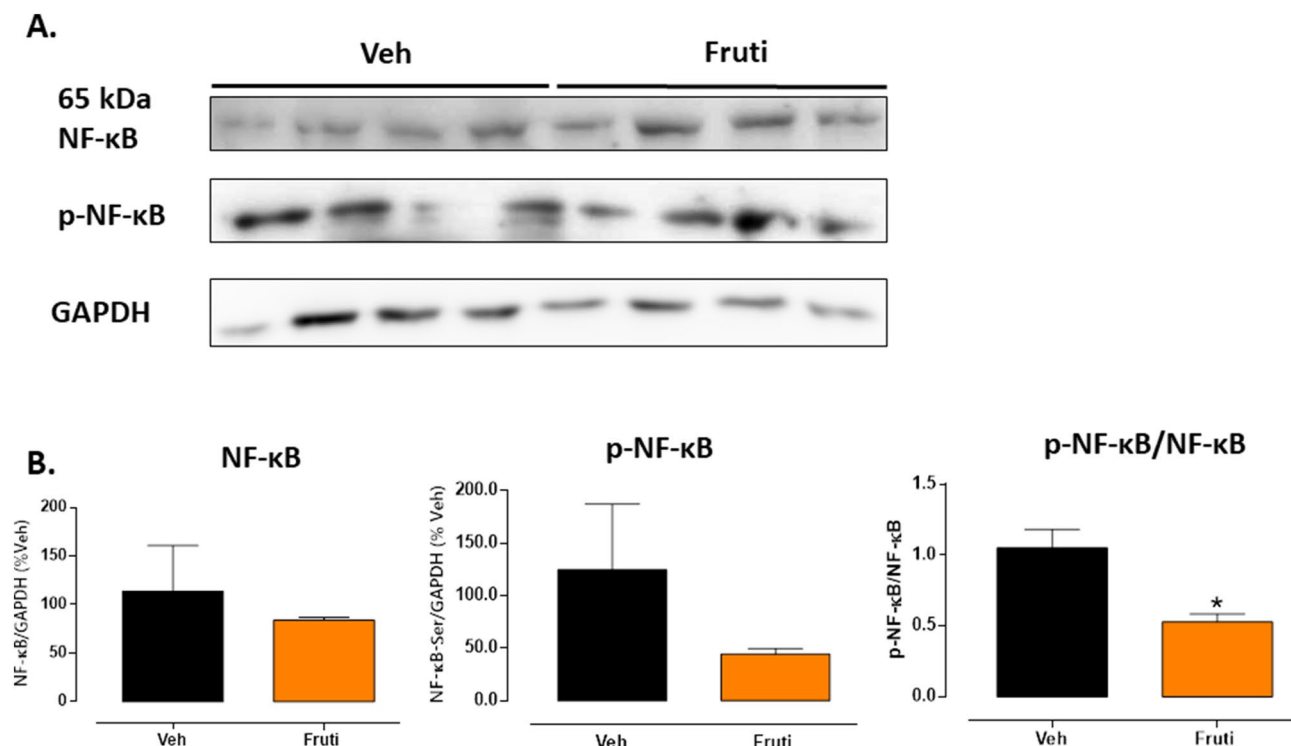 A.
Veh Fruti
65 kDa
NF-κB
p-NF-κB
GAPDH
B.
NF-κB
p-NF-κB
p-NF-κB/NF-κB
NF-κB/GAPDH (%Veh)
200
150
100
50
0
Veh Fruti
NF-κB-Ser/GAPDH (% Veh)
200.0
150.0
100.0
50.0
0.0
Veh Fruti
p-NF-κB/NF-κB
1.5
1.0
0.5
0.0
*
Veh Fruti